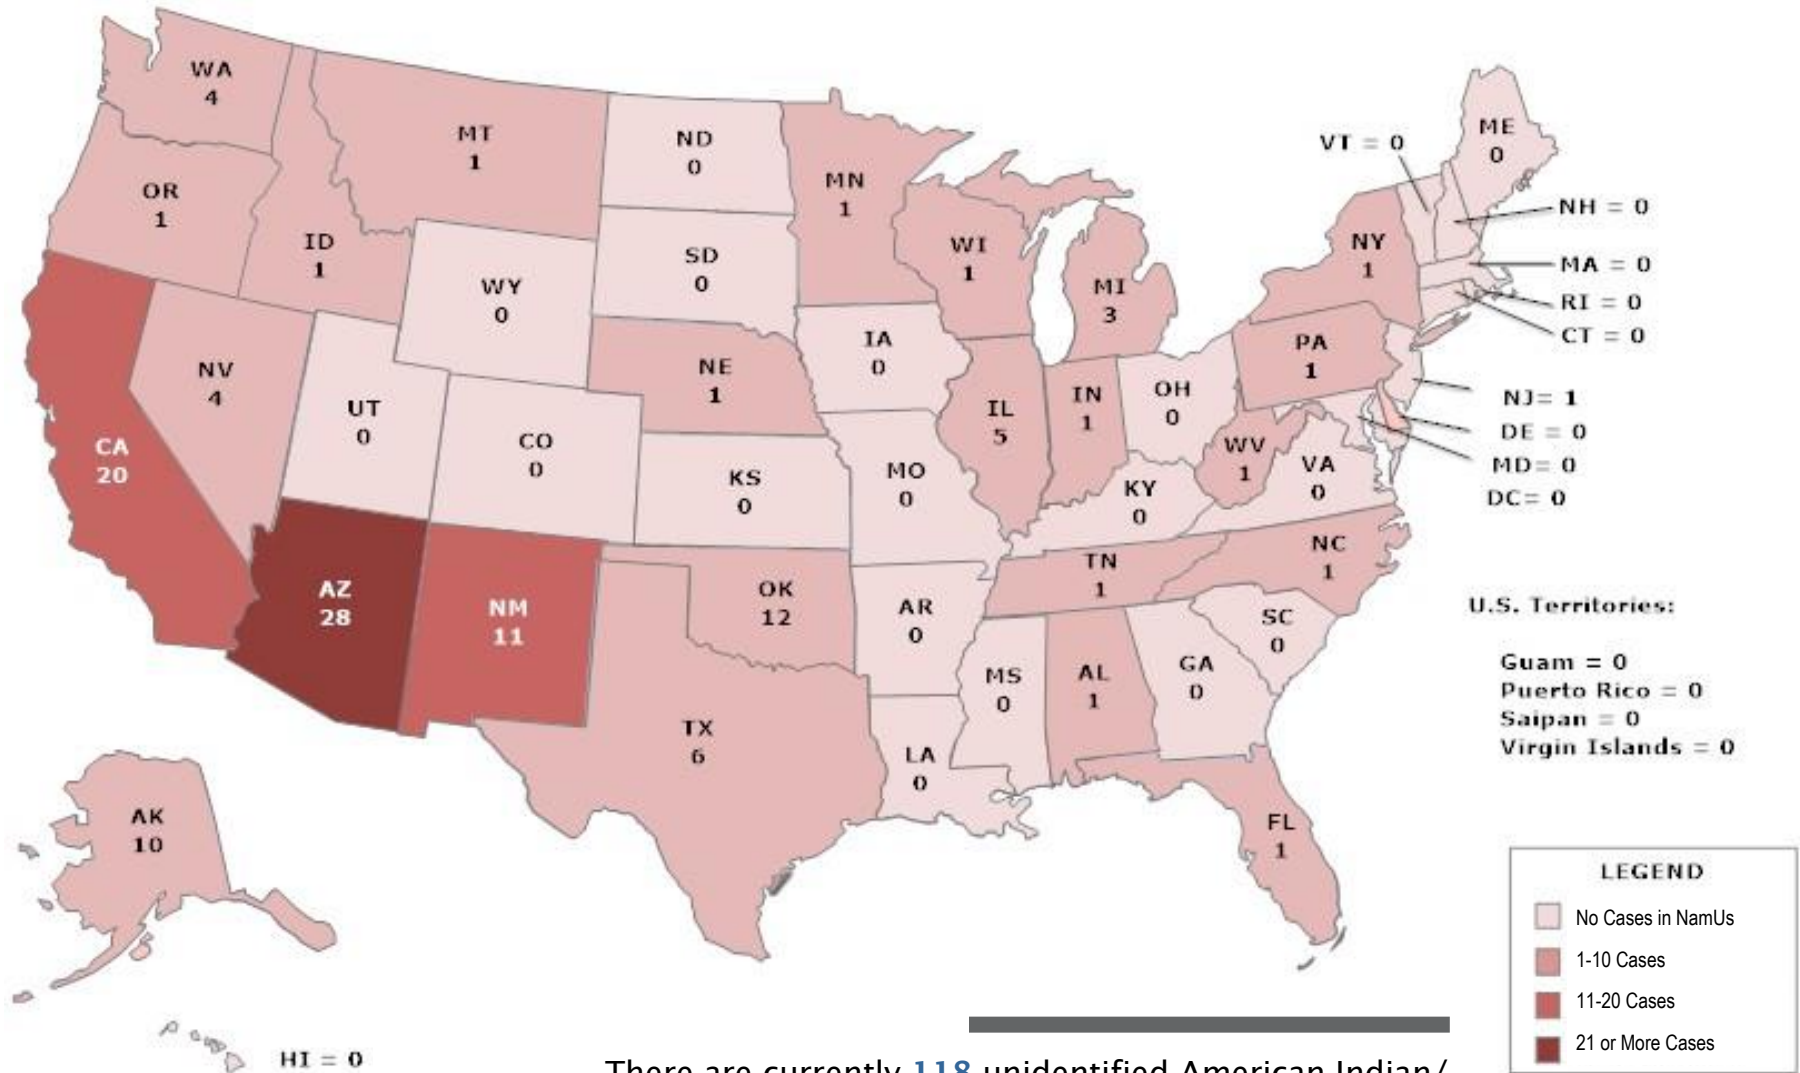 WA
4
MT
1
ND
0
MN
1
ME
0
VT = 0
OR
1
ID
1
WY
0
SD
0
WI
1
MI
3
NY
1
NH = 0
MA = 0
RI = 0
CT = 0
NV
4
UT
0
CO
0
NE
1
IA
0
IL
5
IN
1
OH
0
PA
1
NJ= 1
DE = 0
MD= 0
DC= 0
CA
20
KS
0
MO
0
KY
0
WV
1
VA
0
AZ
28
NM
11
OK
12
AR
0
TN
1
NC
1
SC
0
TX
6
LA
0
MS
0
AL
1
GA
0
FL
1
AK
10
HI = 0
U.S. Territories:
Guam = 0
Puerto Rico = 0
Saipan = 0
Virgin Islands = 0
LEGEND
No Cases in NamUs
1-10 Cases
11-20 Cases
21 or More Cases
There are currently 118 unidentified American Indian/